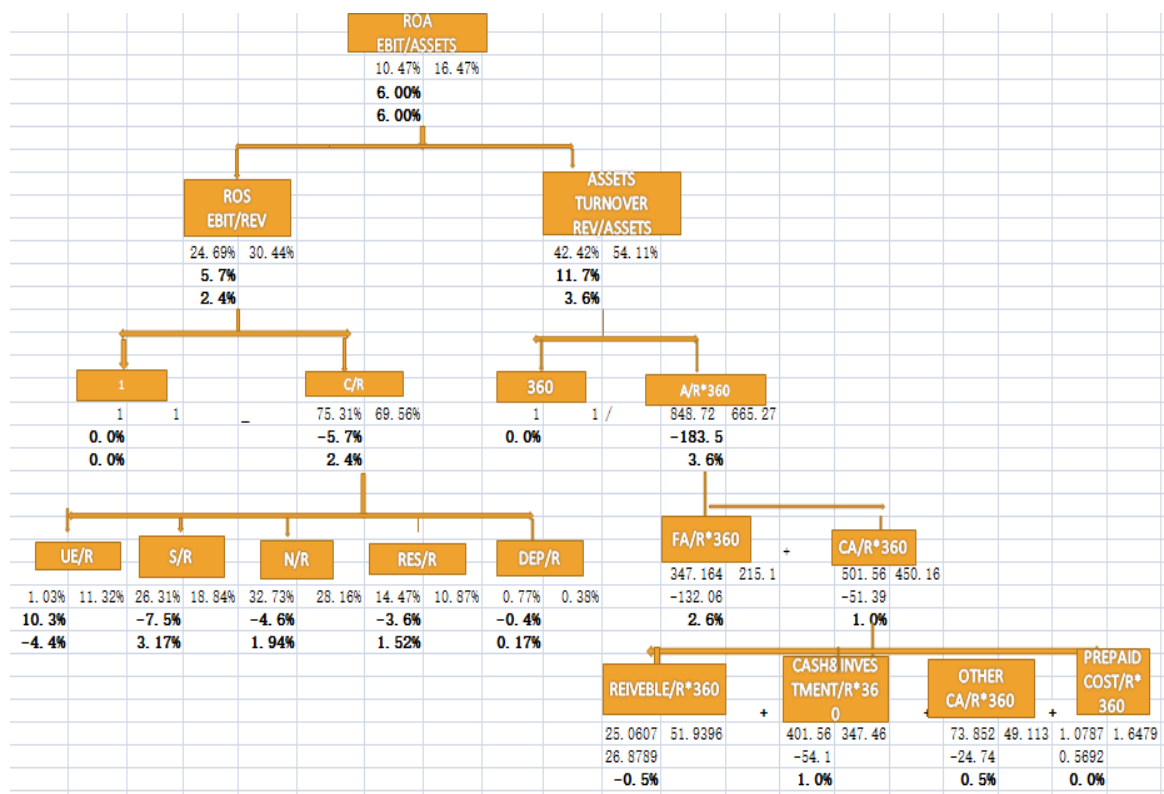 ROA
EBIT/ASSETS
10.47% 16.47%
6.00%
6.00%
ROS
EBIT/REV
ASSETS
TURNOVER
REV/ASSETS
24.69% 30.44%
42.42% 54.11%
5.7%
11.7%
2.4%
3.6%
1
C/R
360
A/R*360
1 1 _ 75.31% 69.56%
1 1 / 848.72 665.27
0.0% -5.7% 0.0% -183.5
0.0% 2.4% 3.6%
UE/R
S/R
N/R
RES/R
DEP/R
FA/R*360
+
CA/R*360
347.164 215.1 501.56 450.16
1.03% 11.32% 26.31% 18.84% 32.73% 28.16% 14.47% 10.87% 0.77% 0.38%
-132.06 -51.39
10.3% -7.5% -4.6% -3.6% -0.4%
2.6% 1.0%
-4.4% 3.17% 1.94% 1.52% 0.17%
REIVEBLE/R*360
+
CASH&INVES
TMENT/R*36
0
+
OTHER
CA/R*360
+
PREPAID
COST/R*
360
25.0607 51.9396 401.56 347.46 73.852 49.113 1.0787 1.6479
26.8789 -54.1 -24.74 0.5692
-0.5% 1.0% 0.5% 0.0%